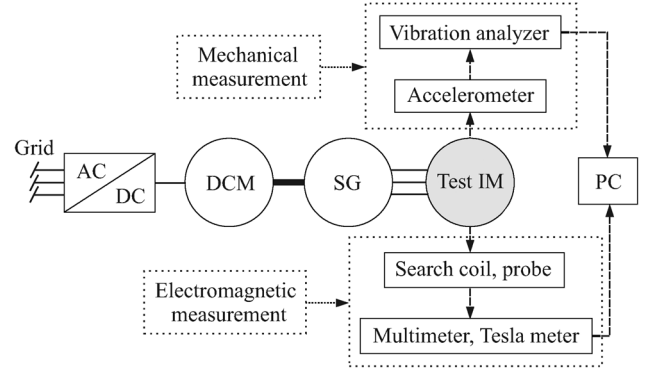 Vibration analyzer
Mechanical
measurement
Accelerometer
Grid
AC
DC
DCM
SG
Test IM
PC
Search coil, probe
Electromagnetic
measurement
Multimeter, Tesla meter